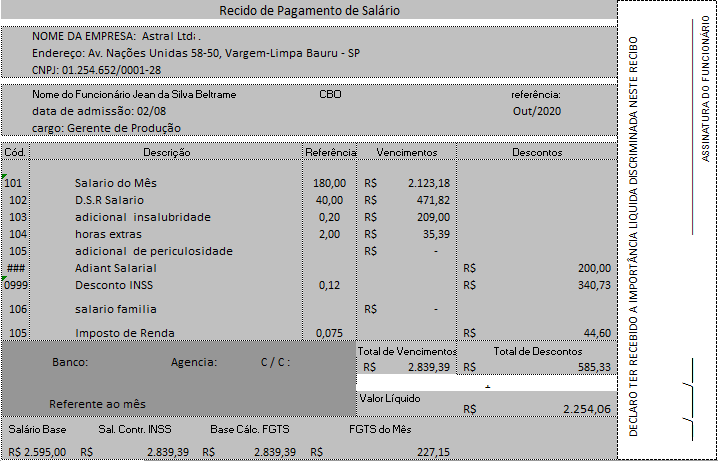 Recido de Pagamento de Salário
NOME DA EMPRESA: Astral Ltda.
Endereço: Av. Nações Unidas 58-50, Vargem-Limpa Bauru - SP
CNPJ: 01.254.652/0001-28
Nome do Funcionário Jean da Silva Beltrame CBO referência:
data de admissão: 02/08 Out/2020
cargo: Gerente de Produção
Cód. Descrição Referência Vencimentos Descontos
101 Salario do Mês 180,00 R$ 2.123,18
102 D.S.R Salario 40,00 R$ 471,82
103 adicional insalubridade 0,20 R$ 209,00
104 horas extras 2,00 R$ 35,39
105 adicional de periculosidade R$ -
### Adiant Salarial R$ 200,00
0999 Desconto INSS 0,12 R$ 340,73
106 salario familia R$ -
105 Imposto de Renda 0,075 R$ 44,60
Total de Vencimentos Total de Descontos
Banco: Agencia: C / C : R$ 2.839,39 R$ 585,33
Referente ao mês
Valor Líquido
R$ 2.254,06
Salário Base Sal. Contr. INSS Base Cálc. FGTS FGTS do Mês
R$ 2.595,00 R$ 2.839,39 R$ 2.839,39 R$ 227,15
DECLARO TER RECEBIDO A IMPORTÂNCIA LIQUIDA DISCRIMINADA NESTE RECIBO
ASSINATURA DO FUNCIONÁRIO
___/___/___